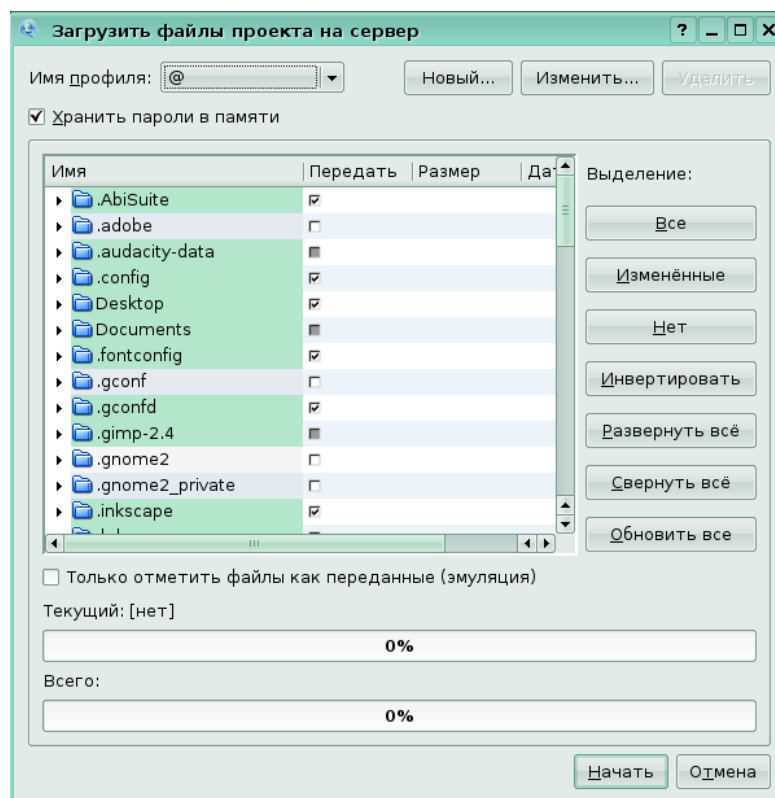 Загрузить файлы проекта на сервер
Имя профиля: @ Новый... Изменить... Удалить
Хранить пароли в памяти
Имя Передать Размер Дат
Выделение:
.AbiSuite
.adobe
.audacity-data
.config
Desktop
Documents
.fontconfig
.gconf
.gconfd
.gimp-2.4
.gnome2
.gnome2_private
.inkscape
Все
Изменённые
Нет
Инвертировать
Развернуть всё
Свернуть всё
Обновить все
Только отметить файлы как переданные (эмуляция)
Текущий: [нет]
0%
Всего:
0%
Начать Отмена